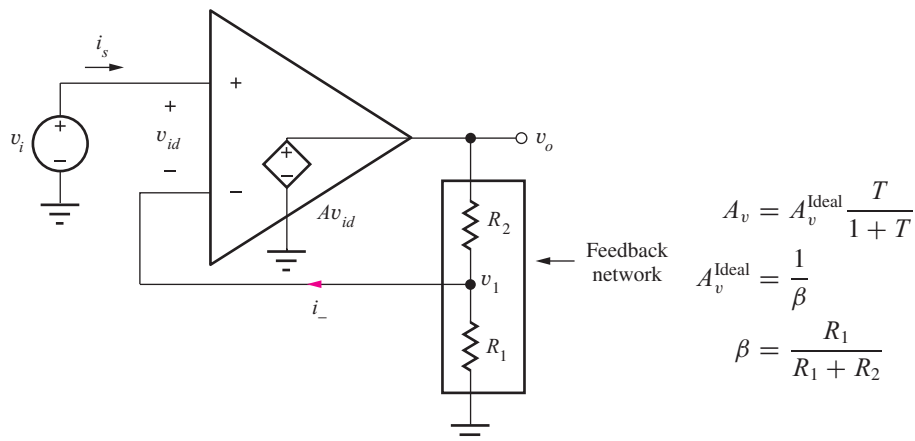 i_s
+
+
v_i
+
−
v_id
−
+
−
−
A v_id
v_o
R_2
Feedback
network
v_1
i_−
R_1
A_v = A_v^Ideal T / (1 + T)
A_v^Ideal = 1 / β
β = R_1 / (R_1 + R_2)